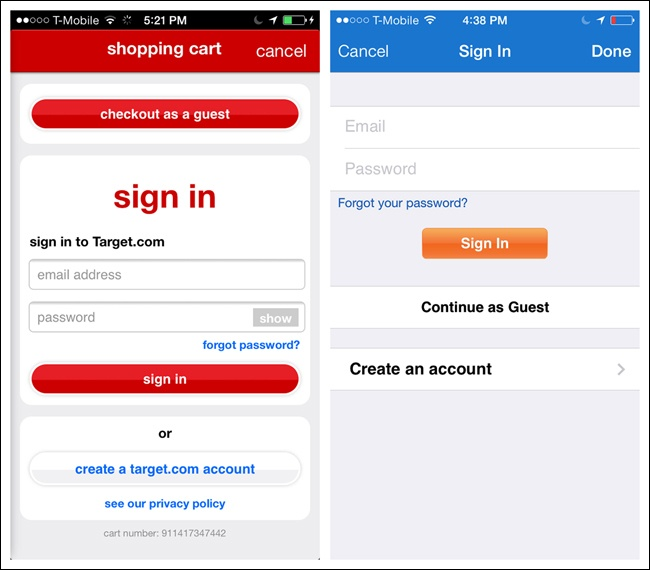 T-Mobile 5:21 PM
shopping cart cancel
checkout as a guest
sign in
sign in to Target.com
email address
password show
forgot password?
sign in
or
create a target.com account
see our privacy policy
cart number: 911417347442
T-Mobile 4:38 PM
Cancel Sign In Done
Email
Password
Forgot your password?
Sign In
Continue as Guest
Create an account